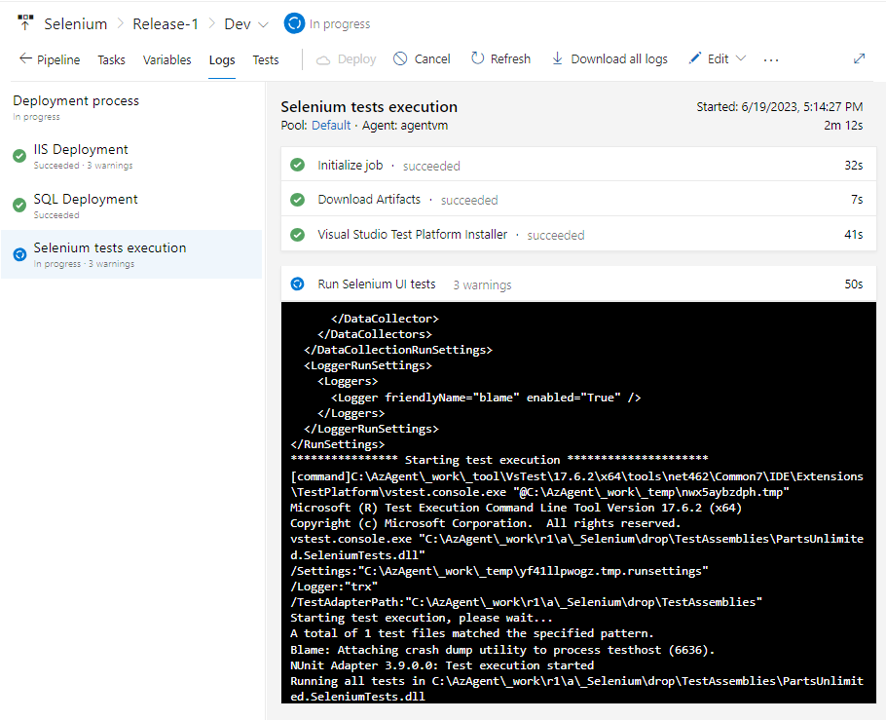 Selenium > Release-1 > Dev In progress
Pipeline Tasks Variables Logs Tests Deploy Cancel Refresh Download all logs Edit ...
Deployment process
In progress
IIS Deployment
Succeeded · 3 warnings
SQL Deployment
Succeeded
Selenium tests execution
In progress · 3 warnings
Selenium tests execution Started: 6/19/2023, 5:14:27 PM
Pool: Default · Agent: agentvm 2m 12s
Initialize job · succeeded 32s
Download Artifacts · succeeded 7s
Visual Studio Test Platform Installer · succeeded 41s
Run Selenium UI tests 3 warnings 50s
</DataCollector>
</DataCollectors>
</DataCollectionRunSettings>
<LoggerRunSettings>
<Loggers>
<Logger friendlyName="blame" enabled="True" />
</Loggers>
</LoggerRunSettings>
</RunSettings>
**************** Starting test execution *********************
[command]C:\AzAgent\_work\_tool\VsTest\17.6.2\x64\tools\net462\Common7\IDE\Extensions
\TestPlatform\vstest.console.exe "@C:\AzAgent\_work\_temp\nwx5aybzdph.tmp"
Microsoft (R) Test Execution Command Line Tool Version 17.6.2 (x64)
Copyright (c) Microsoft Corporation.  All rights reserved.
vstest.console.exe "C:\AzAgent\_work\r1\a\_Selenium\drop\TestAssemblies\PartsUnlimite
d.SeleniumTests.dll"
/Settings:"C:\AzAgent\_work\_temp\yf41llpwogz.tmp.runsettings"
/Logger:"trx"
/TestAdapterPath:"C:\AzAgent\_work\r1\a\_Selenium\drop\TestAssemblies"
Starting test execution, please wait...
A total of 1 test files matched the specified pattern.
Blame: Attaching crash dump utility to process testhost (6636).
NUnit Adapter 3.9.0.0: Test execution started
Running all tests in C:\AzAgent\_work\r1\a\_Selenium\drop\TestAssemblies\PartsUnlimit
ed.SeleniumTests.dll